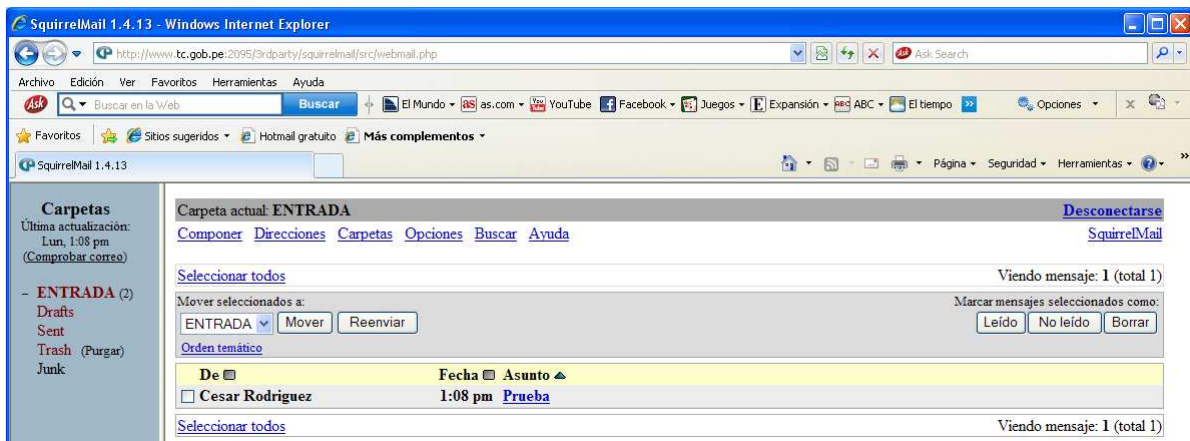 SquirrelMail 1.4.13 - Windows Internet Explorer
http://www.tc.gob.pe:2095/3rdparty/squirrelmail/src/webmail.php
Ask Search
Archivo Edición Ver Favoritos Herramientas Ayuda
Ask Buscar en la Web Buscar El Mundo as as.com YouTube Facebook Juegos E Expansión ABC ABC El tiempo Opciones
Favoritos Sitios sugeridos Hotmail gratuito Más complementos
SquirrelMail 1.4.13 Página Seguridad Herramientas
Carpetas
Última actualización:
Lun, 1:08 pm
(Comprobar correo)
– ENTRADA (2)
Drafts
Sent
Trash (Purgar)
Junk
Carpeta actual: ENTRADA Desconectarse
Componer Direcciones Carpetas Opciones Buscar Ayuda SquirrelMail
Seleccionar todos Viendo mensaje: 1 (total 1)
Mover seleccionados a: Marcar mensajes seleccionados como:
ENTRADA Mover Reenviar Leído No leído Borrar
Orden temático
De Fecha Asunto
Cesar Rodriguez 1:08 pm Prueba
Seleccionar todos Viendo mensaje: 1 (total 1)